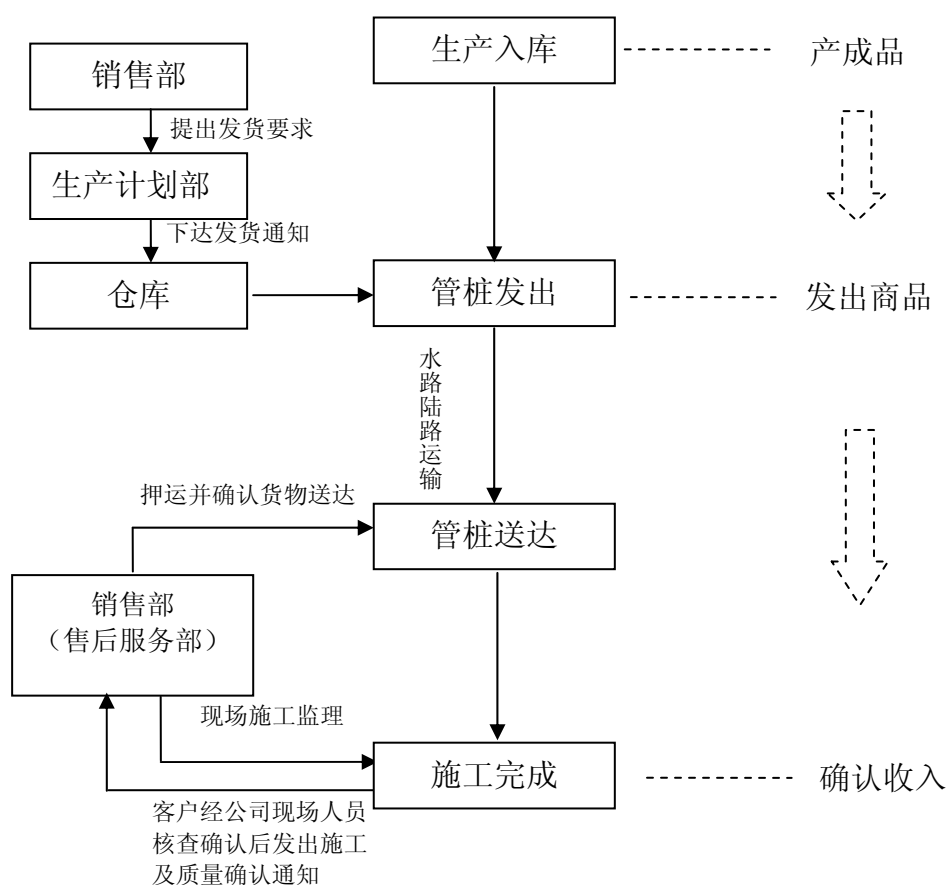 生产入库
产成品
销售部
提出发货要求
生产计划部
下达发货通知
仓库
管桩发出
发出商品
水路陆路运输
押运并确认货物送达
管桩送达
销售部
（售后服务部）
现场施工监理
施工完成
确认收入
客户经公司现场人员
核查确认后发出施工
及质量确认通知